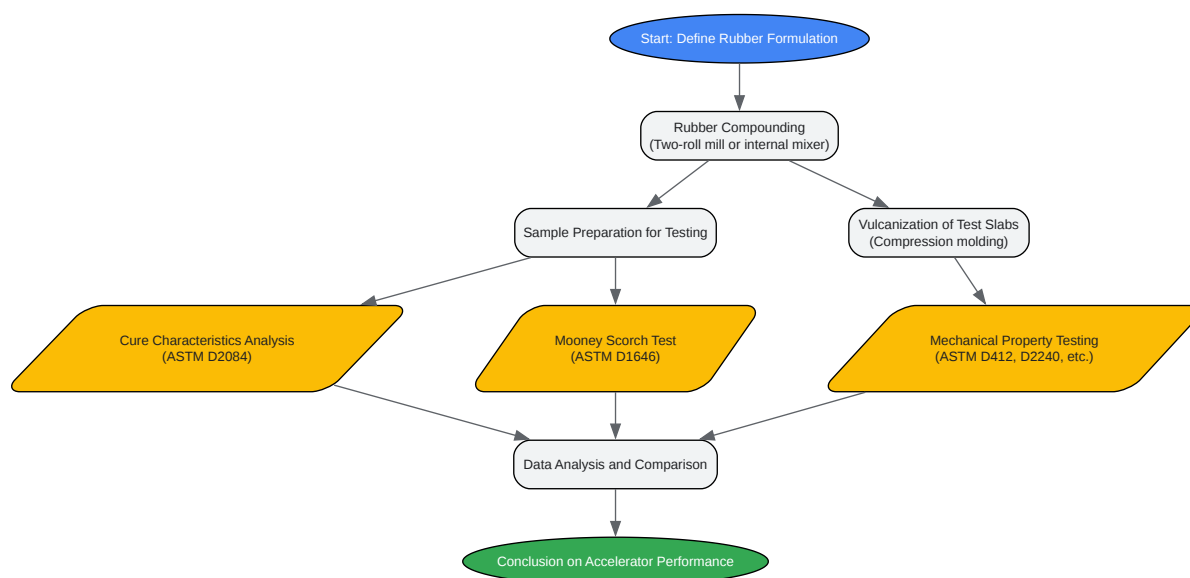 Start: Define Rubber Formulation
Rubber Compounding
(Two-roll mill or internal mixer)
Sample Preparation for Testing
Vulcanization of Test Slabs
(Compression molding)
Cure Characteristics Analysis
(ASTM D2084)
Mooney Scorch Test
(ASTM D1646)
Mechanical Property Testing
(ASTM D412, D2240, etc.)
Data Analysis and Comparison
Conclusion on Accelerator Performance